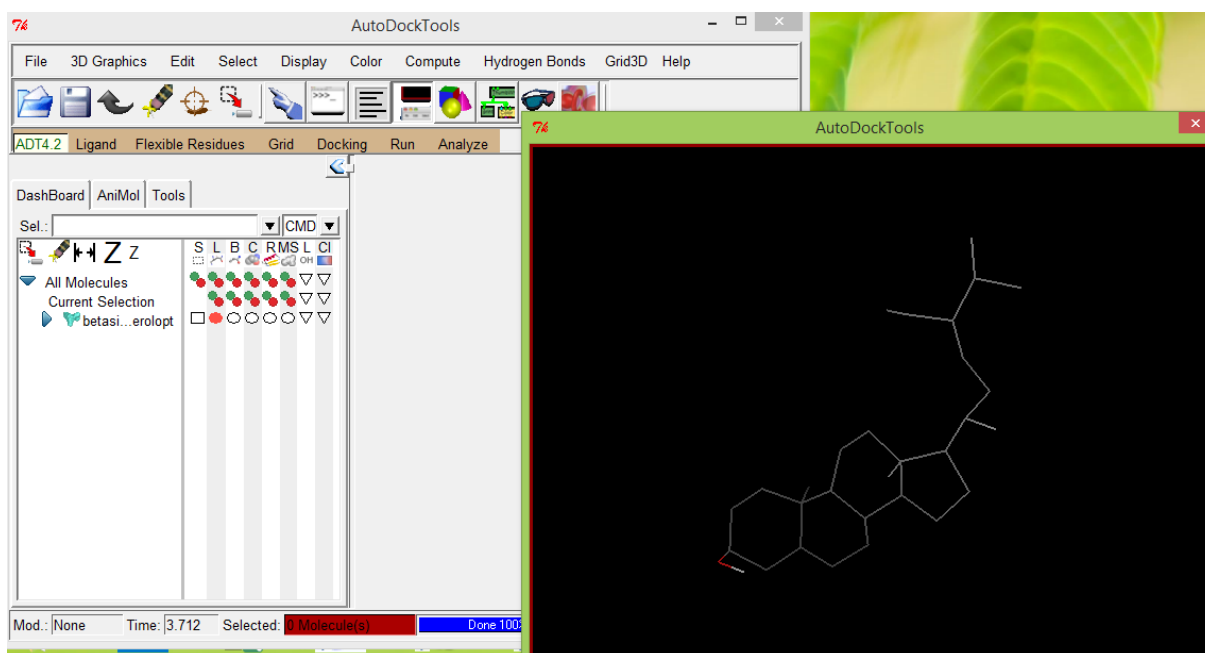 AutoDockTools
File 3D Graphics Edit Select Display Color Compute Hydrogen Bonds Grid3D Help
>>>_
AutoDockTools
ADT4.2 Ligand Flexible Residues Grid Docking Run Analyze
DashBoard AniMol Tools
Sel.: CMD
Z Z S L B C R MS L Cl
OH
All Molecules
Current Selection
betasi...erolopt
Mod.: None Time: 3.712 Selected: 0 Molecule(s) Done 100